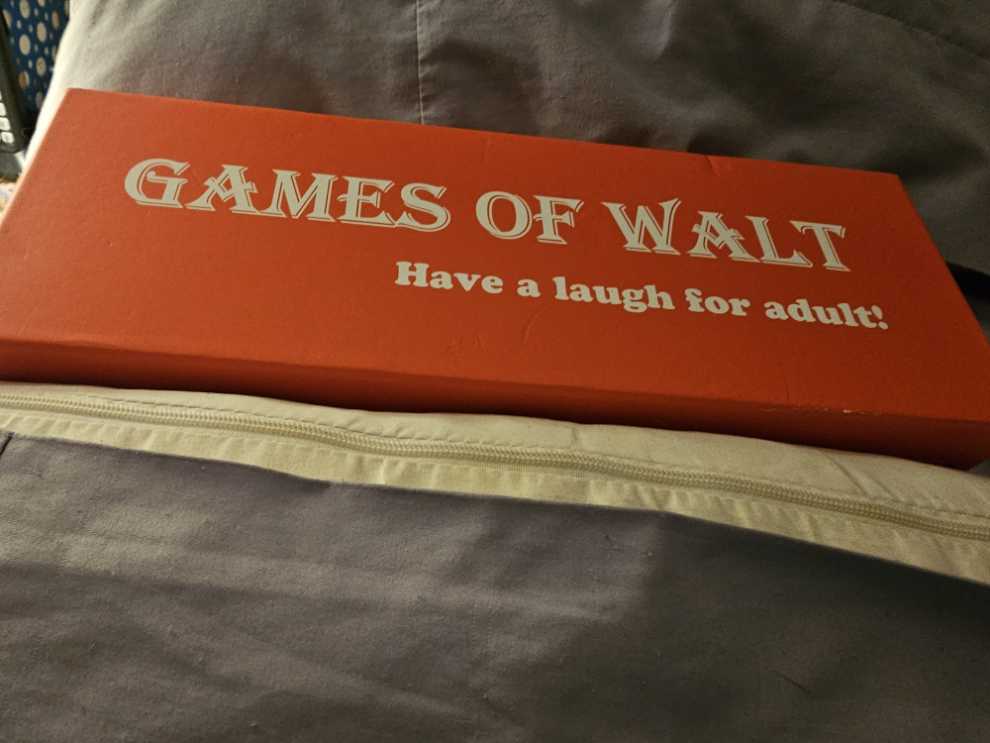 GAMES OF WALT
Have a laugh for adult!